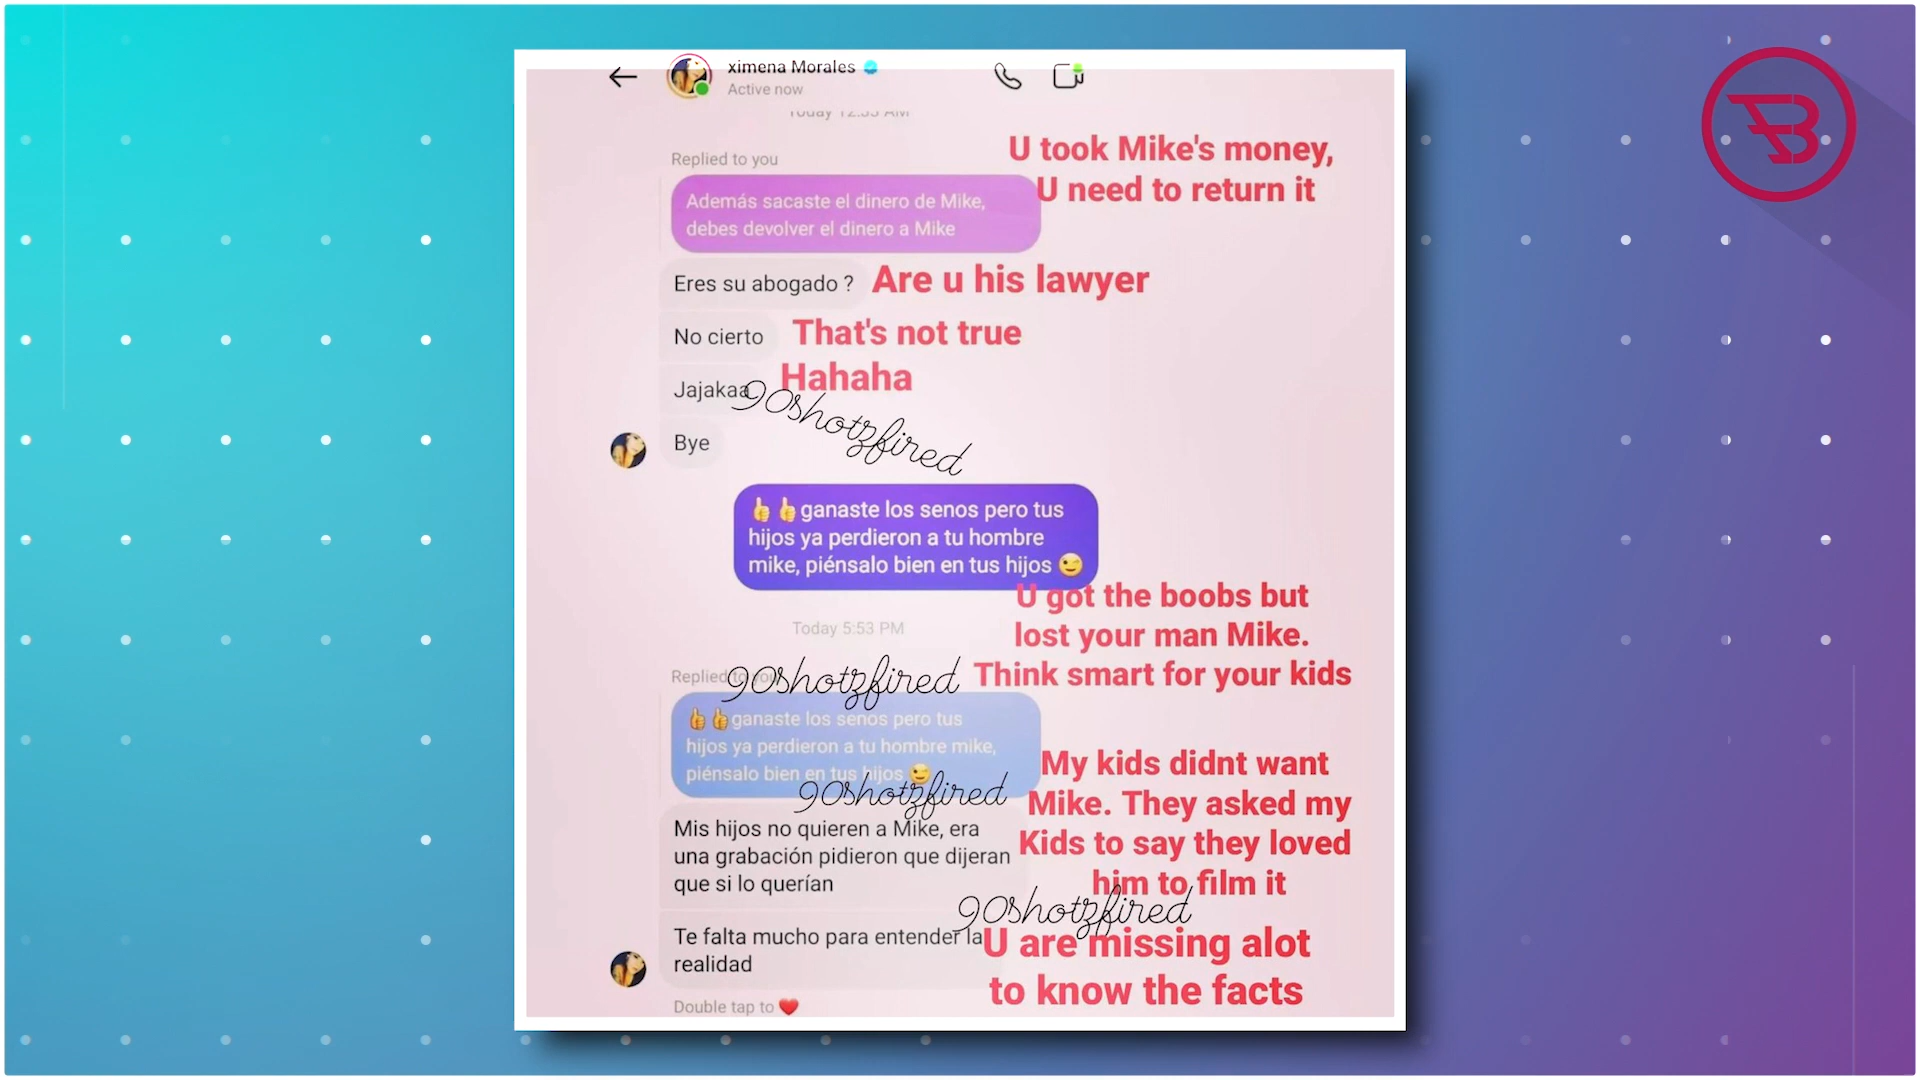 ximena Morales
Active now
Today 12:53 AM
U took Mike's money,
U need to return it
Replied to you
Además sacaste el dinero de Mike,
debes devolver el dinero a Mike
Eres su abogado ?
Are u his lawyer
No cierto
That's not true
Jajakaa
Hahaha
90shotzfired
Bye
👍👍ganaste los senos pero tus
hijos ya perdieron a tu hombre
mike, piénsalo bien en tus hijos 😉
U got the boobs but
lost your man Mike.
Think smart for your kids
Today 5:53 PM
Replied to you
90shotzfired
👍👍ganaste los senos pero tus
hijos ya perdieron a tu hombre mike,
piénsalo bien en tus hijos 😉
90shotzfired
My kids didnt want
Mike. They asked my
Kids to say they loved
him to film it
Mis hijos no quieren a Mike, era
una grabación pidieron que dijeran
que si lo querían
90shotzfired
Te falta mucho para entender la
realidad
U are missing alot
to know the facts
Double tap to ❤️
B